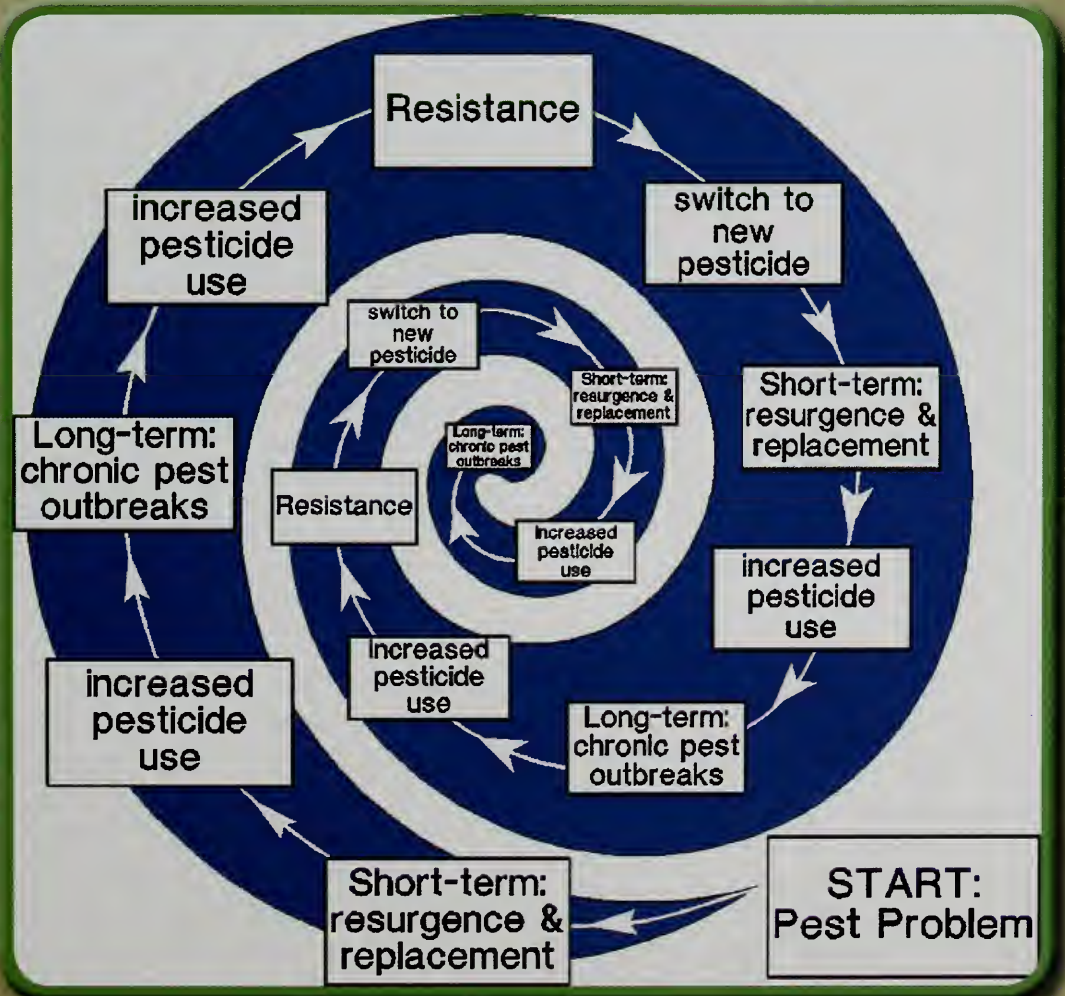 START:
Pest Problem
Short-term:
resurgence &
replacement
increased
pesticide
use
Long-term:
chronic pest
outbreaks
increased
pesticide
use
Resistance
switch to
new
pesticide
Short-term:
resurgence &
replacement
increased
pesticide
use
Long-term:
chronic pest
outbreaks
increased
pesticide
use
Resistance
switch to
new
pesticide
Short-term:
resurgence &
replacement
increased
pesticide
use
Long-term:
chronic pest
outbreaks